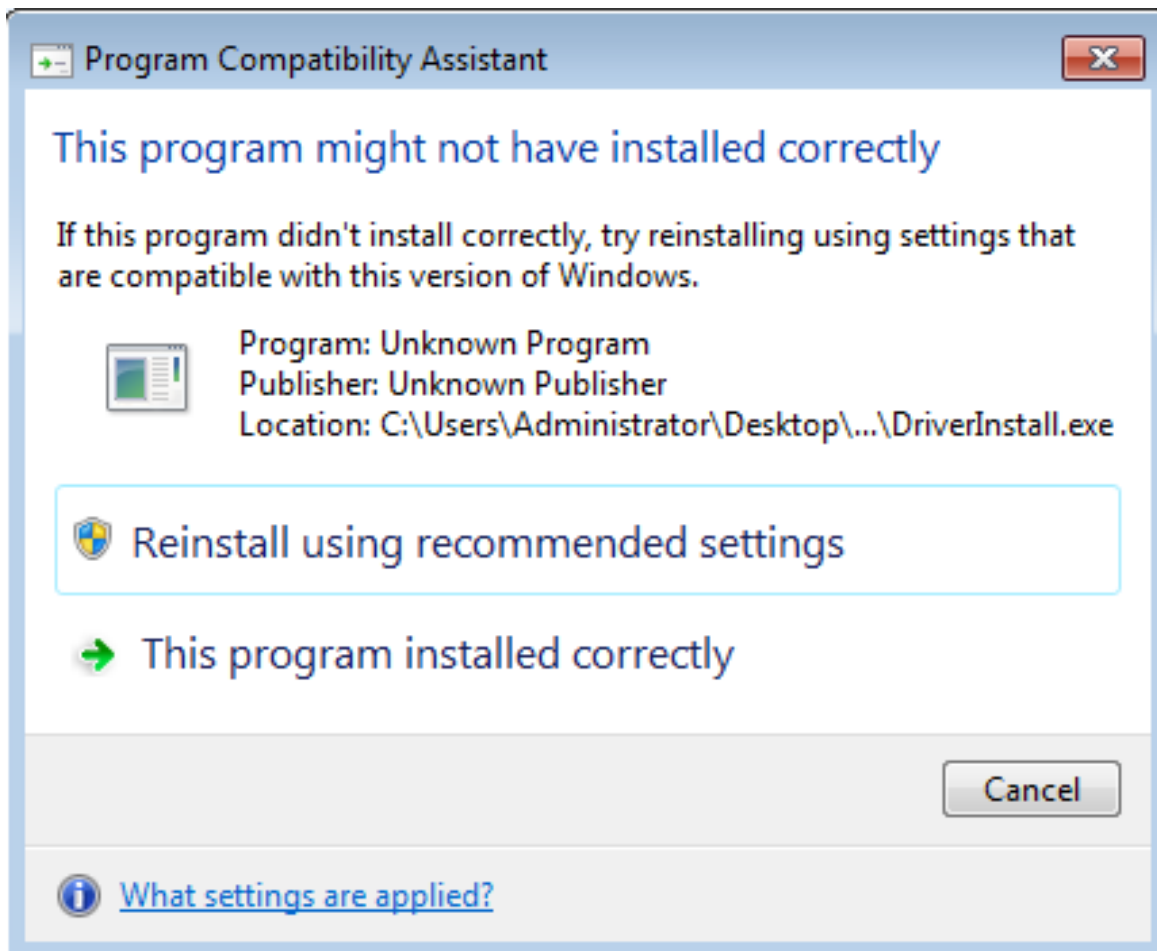 Program Compatibility Assistant
This program might not have installed correctly
If this program didn't install correctly, try reinstalling using settings that
are compatible with this version of Windows.
Program: Unknown Program
Publisher: Unknown Publisher
Location: C:\Users\Administrator\Desktop\...\DriverInstall.exe
Reinstall using recommended settings
This program installed correctly
Cancel
What settings are applied?